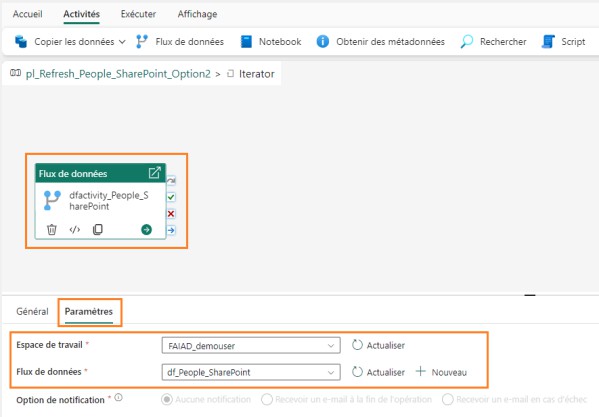 Accueil Activités Exécuter Affichage
Copier les données Flux de données Notebook Obtenir des métadonnées Rechercher Script
pl_Refresh_People_SharePoint_Option2 > Iterator
Flux de données
dfactivity_People_S
harePoint
Général Paramètres
Espace de travail * FAIAD_demouser Actualiser
Flux de données * df_People_SharePoint Actualiser Nouveau
Option de notification * Aucune notification Recevoir un e-mail à la fin de l'opération Recevoir un e-mail en cas d'échec